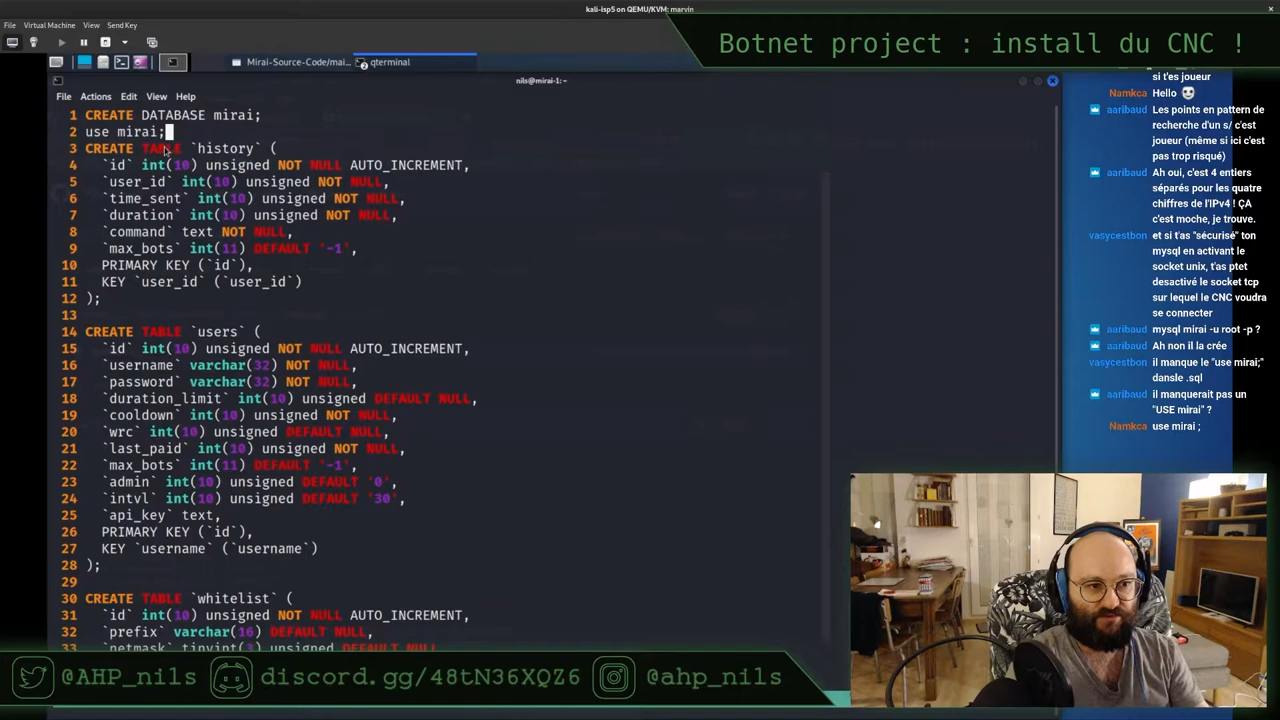 kali-isp5 on QEMU/KVM: marvin
File Virtual Machine View Send Key
Botnet project : install du CNC !
Mirai-Source-Code/mai...
qterminal
nils@mirai-1: ~
File Actions Edit View Help
1 CREATE DATABASE mirai;
2 use mirai;
3 CREATE TABLE `history` (
4 `id` int(10) unsigned NOT NULL AUTO_INCREMENT,
5 `user_id` int(10) unsigned NOT NULL,
6 `time_sent` int(10) unsigned NOT NULL,
7 `duration` int(10) unsigned NOT NULL,
8 `command` text NOT NULL,
9 `max_bots` int(11) DEFAULT '-1',
10 PRIMARY KEY (`id`),
11 KEY `user_id` (`user_id`)
12 );
13
14 CREATE TABLE `users` (
15 `id` int(10) unsigned NOT NULL AUTO_INCREMENT,
16 `username` varchar(32) NOT NULL,
17 `password` varchar(32) NOT NULL,
18 `duration_limit` int(10) unsigned DEFAULT NULL,
19 `cooldown` int(10) unsigned NOT NULL,
20 `wrc` int(10) unsigned DEFAULT NULL,
21 `last_paid` int(10) unsigned NOT NULL,
22 `max_bots` int(11) DEFAULT '-1',
23 `admin` int(10) unsigned DEFAULT '0',
24 `intvl` int(10) unsigned DEFAULT '30',
25 `api_key` text,
26 PRIMARY KEY (`id`),
27 KEY `username` (`username`)
28 );
29
30 CREATE TABLE `whitelist` (
31 `id` int(10) unsigned NOT NULL AUTO_INCREMENT,
32 `prefix` varchar(16) DEFAULT NULL,
33 `netmask` tinyint(3) unsigned DEFAULT NULL,
si t'es joueur
Namkca Hello
aaribaud Les points en pattern de
recherche d'un s/ c'est
joueur (même si ici c'est
pas trop risqué)
aaribaud Ah oui, c'est 4 entiers
séparés pour les quatre
chiffres de l'IPv4 ! ÇA
c'est moche, je trouve.
vasycestbon et si t'as "sécurisé" ton
mysql en activant le
socket unix, t'as ptet
desactivé le socket tcp
sur lequel le CNC voudra
se connecter
aaribaud mysql mirai -u root -p ?
aaribaud Ah non il la crée
vasycestbon il manque le "use mirai;"
dansle .sql
aaribaud il manquerait pas un
"USE mirai" ?
Namkca use mirai ;
@AHP_nils
discord.gg/48tN36XQZ6
@ahp_nils